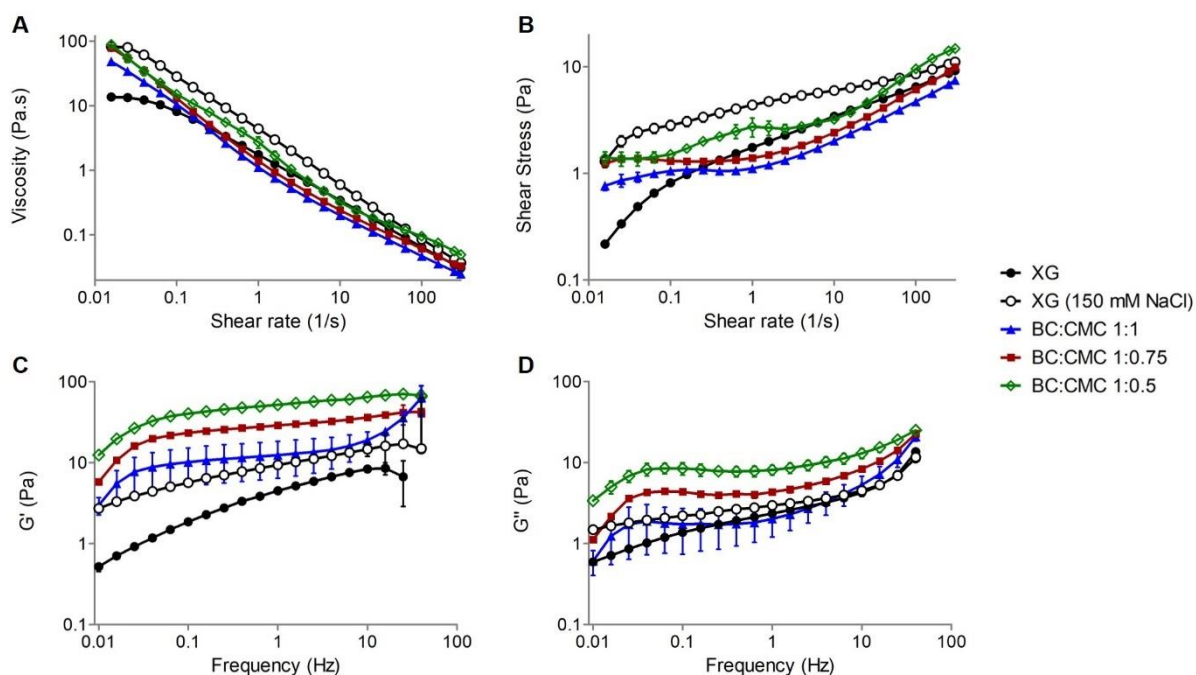 A
100
10
1
0.1
Viscosity (Pa.s)
0.01 0.1 1 10 100
Shear rate (1/s)
B
10
1
0.1
Shear Stress (Pa)
0.01 0.1 1 10 100
Shear rate (1/s)
XG
XG (150 mM NaCl)
BC:CMC 1:1
BC:CMC 1:0.75
BC:CMC 1:0.5
C
100
10
1
0.1
G' (Pa)
0.01 0.1 1 10 100
Frequency (Hz)
D
100
10
1
0.1
G'' (Pa)
0.01 0.1 1 10 100
Frequency (Hz)